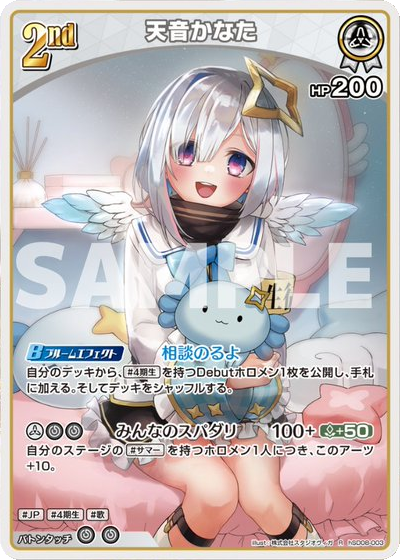 2nd
天音かなた
HP200
SAMPLE
Bブルームエフェクト 相談のるよ
自分のデッキから、#4期生を持つDebutホロメン1枚を公開し、手札
に加える。そしてデッキをシャッフルする。
みんなのスパダリ 100+ +50
自分のステージの#サマーを持つホロメン1人につき、このアーツ
+10。
#JP #4期生 #歌
バトンタッチ
illust:株式会社スタジオヴィガ R hSD08-003